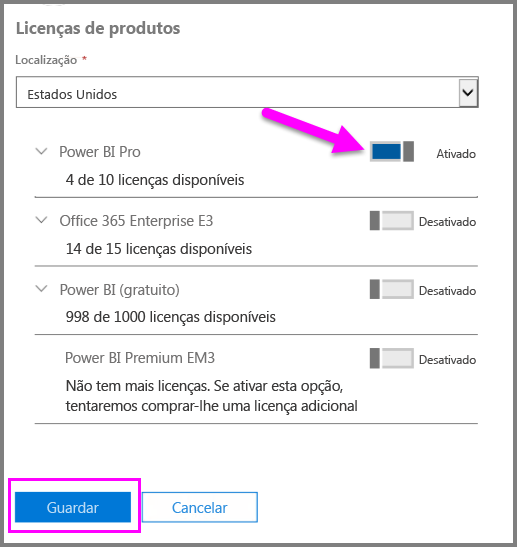 Licenças de produtos
Localização *
Estados Unidos
Power BI Pro
Ativado
4 de 10 licenças disponíveis
Office 365 Enterprise E3
Desativado
14 de 15 licenças disponíveis
Power BI (gratuito)
Desativado
998 de 1000 licenças disponíveis
Power BI Premium EM3
Desativado
Não tem mais licenças. Se ativar esta opção,
tentaremos comprar-lhe uma licença adicional
Guardar
Cancelar